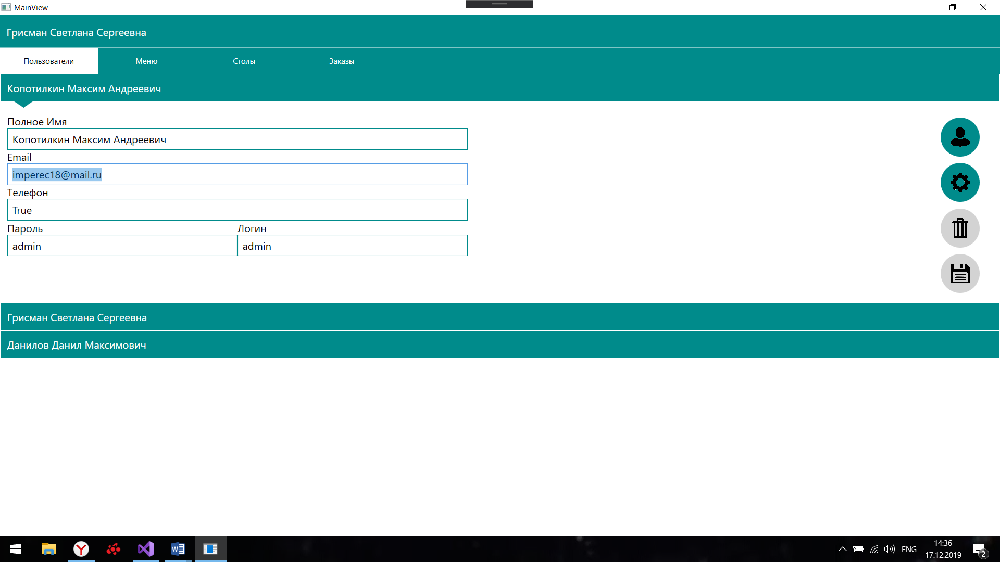 MainView
Грисман Светлана Сергеевна
Пользователи Меню Столы Заказы
Копотилкин Максим Андреевич
Полное Имя
Копотилкин Максим Андреевич
Email
imperec18@mail.ru
Телефон
True
Пароль Логин
admin admin
Грисман Светлана Сергеевна
Данилов Данил Максимович
ENG
14:36
17.12.2019
2